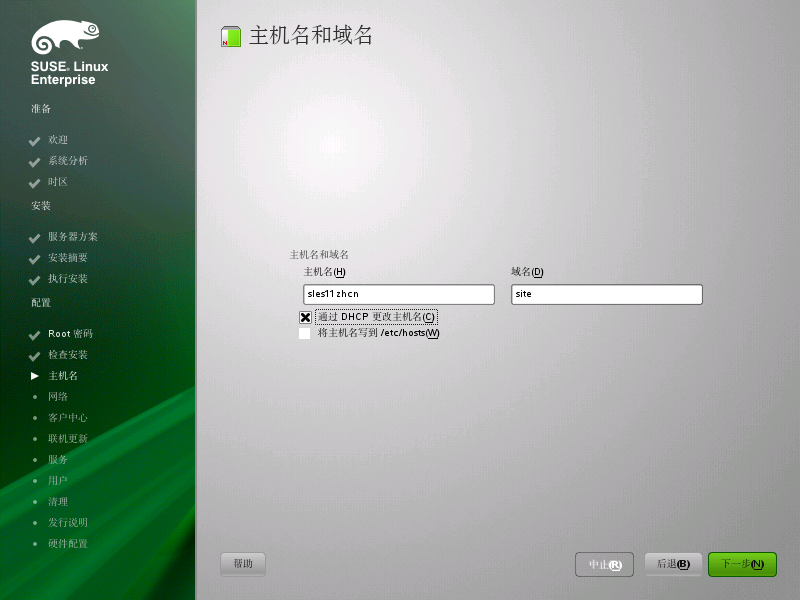 SUSE® Linux
Enterprise
准备
欢迎
系统分析
时区
安装
服务器方案
安装摘要
执行安装
配置
Root 密码
检查安装
主机名
网络
客户中心
联机更新
服务
用户
清理
发行说明
硬件配置
主机名和域名
主机名和域名
主机名(H) 域名(D)
sles11zhcn site
通过 DHCP 更改主机名(C)
将主机名写到 /etc/hosts(W)
帮助 中止(R) 后退(B) 下一步(N)